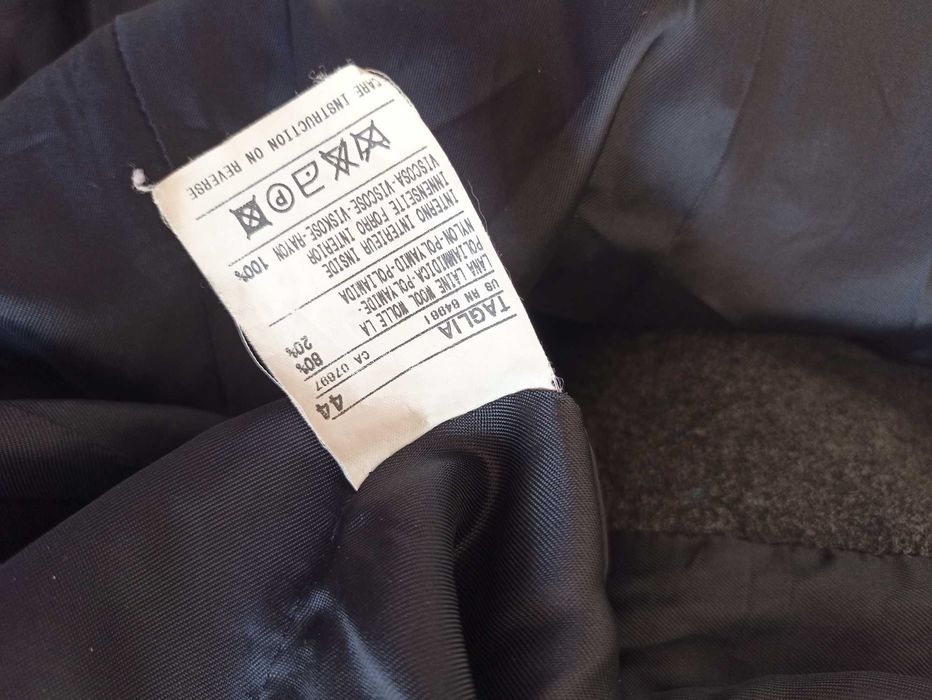 TAGLIA 44
US RN 64961 CA 07697
LANA LAINE WOOL WOLLE LA 80%
POLIAMMIDICA-POLYAMIDE- 20%
NYLON-POLYAMID-POLIAMIDA
INTERNO INTERIEUR INSIDE
INNENSEITE FORRO INTERIOR
VISCOSA-VISCOSE-VISKOSE-RAYON 100%
P
CARE INSTRUCTION ON REVERSE